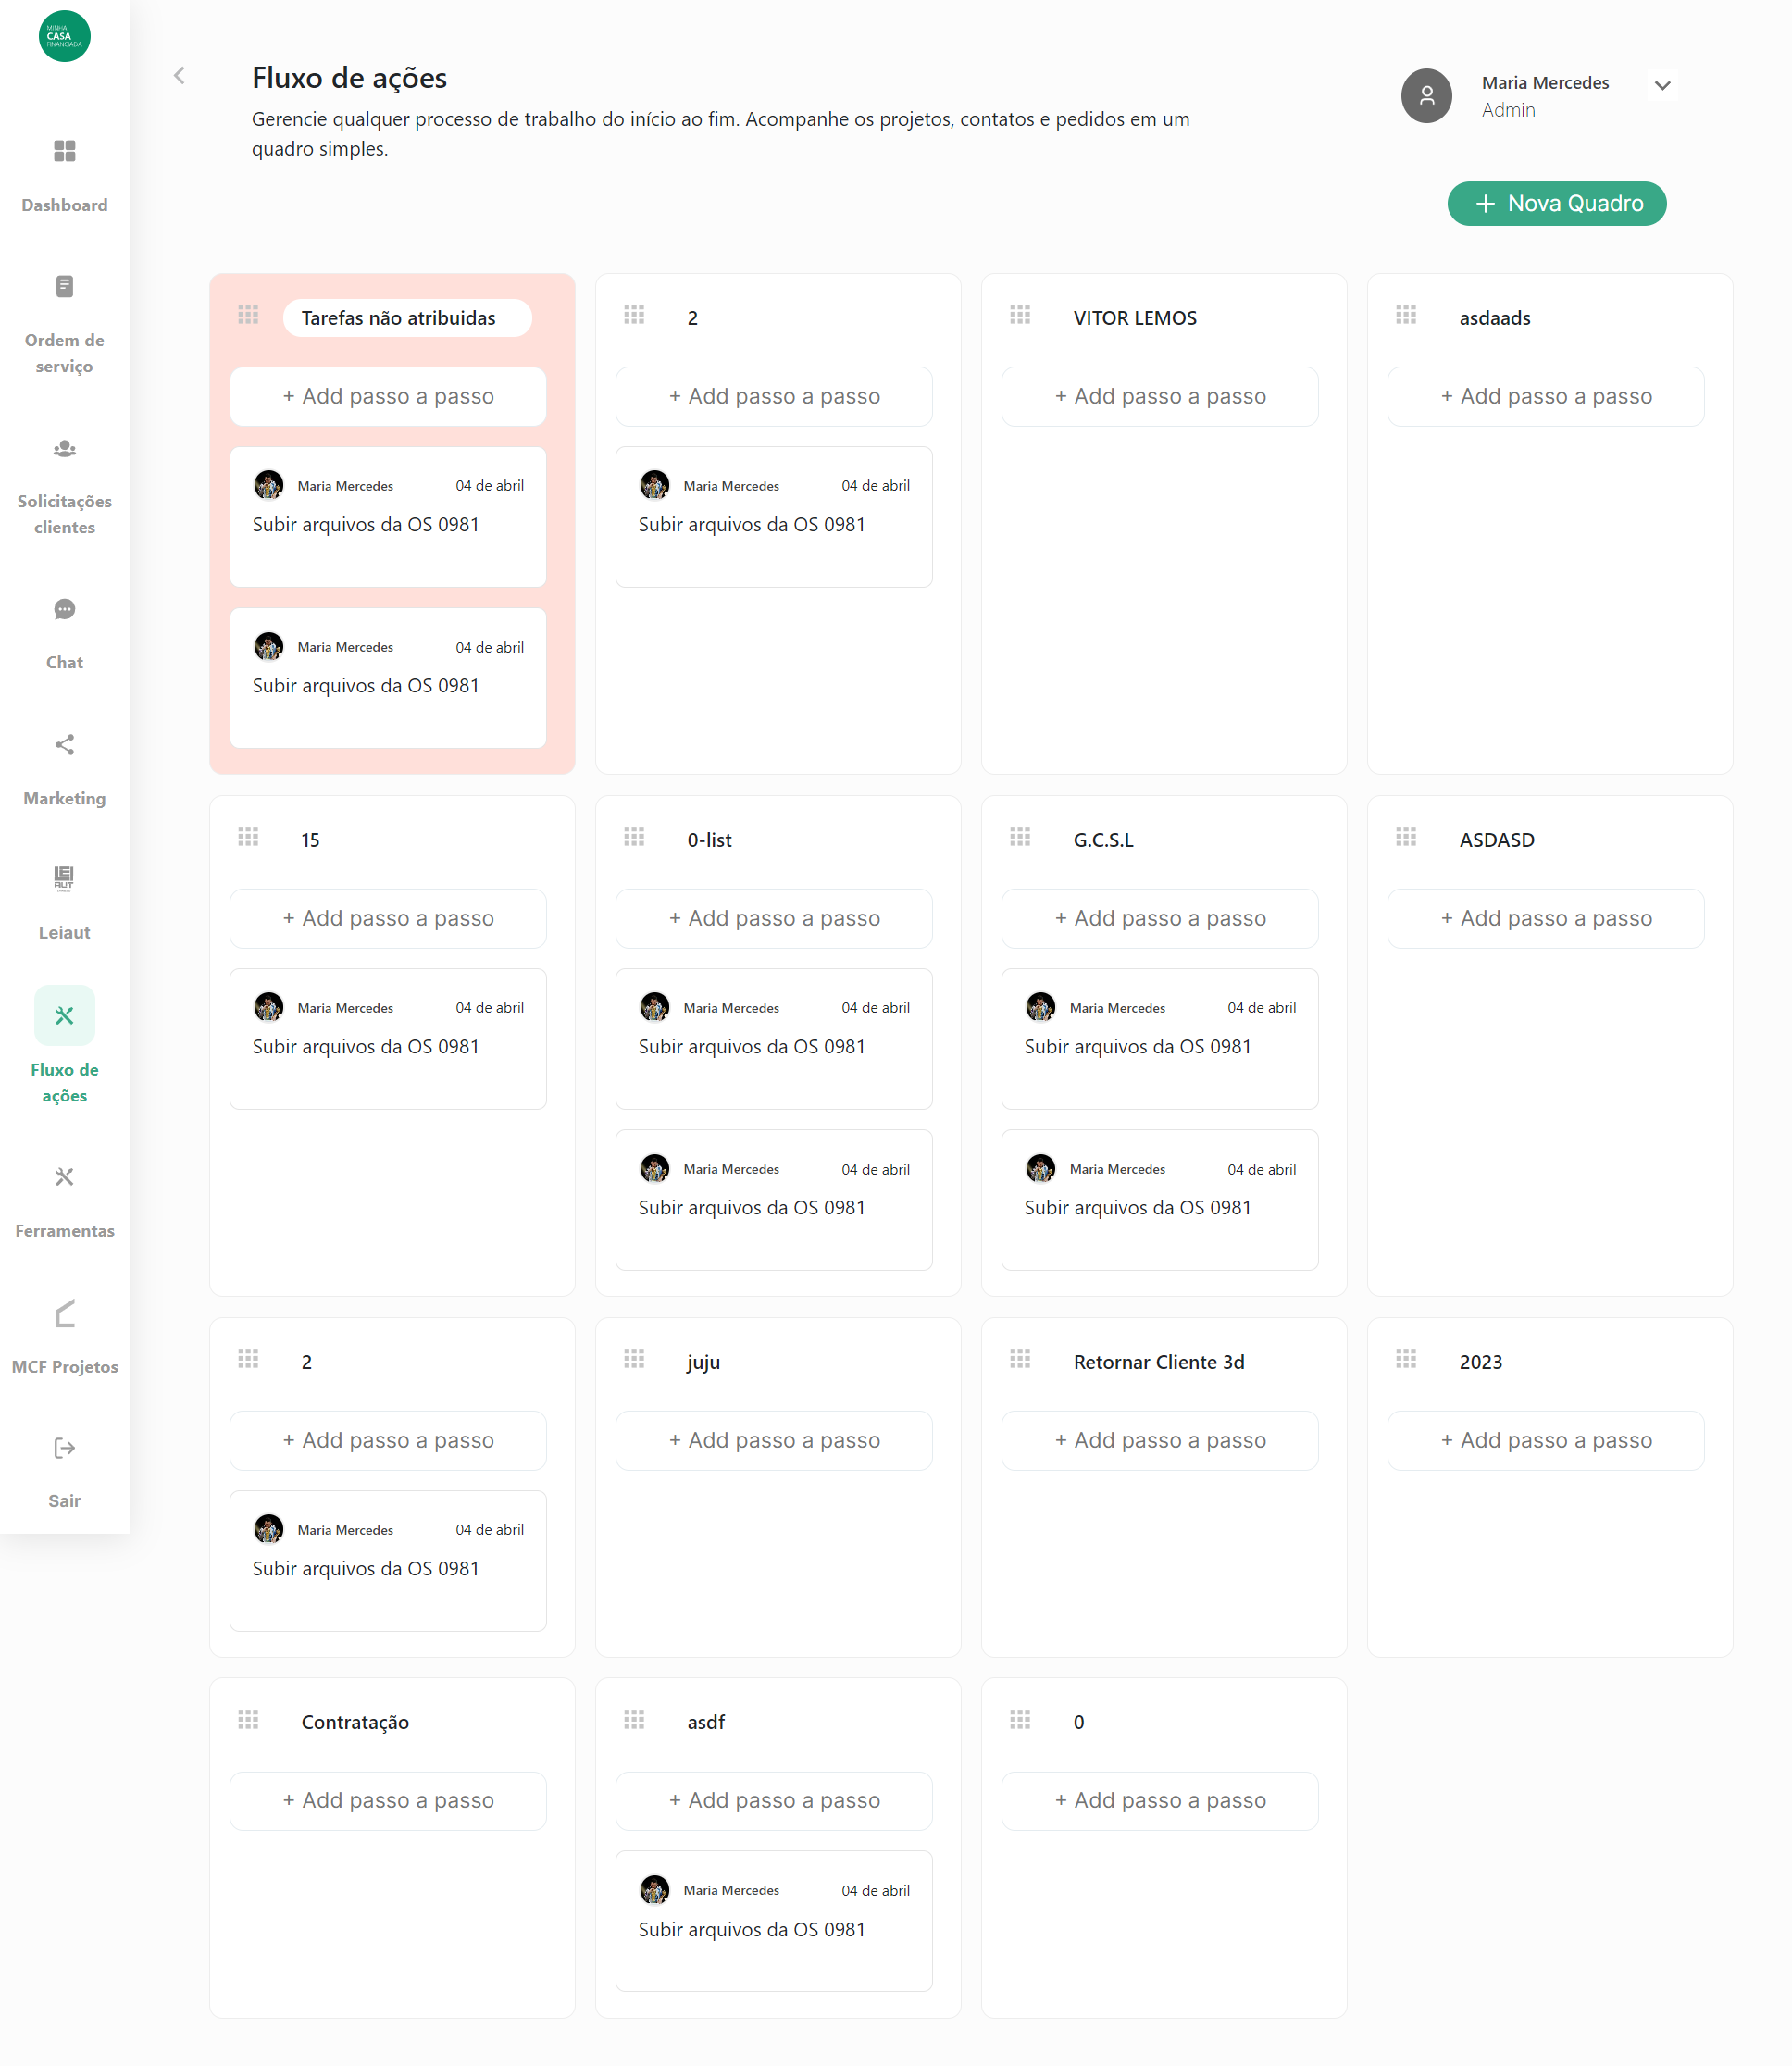 MINHA
CASA
FINANCIADA
Dashboard
Ordem de
serviço
Solicitações
clientes
Chat
Marketing
LEI
AUT
Leiaut
Fluxo de
ações
Ferramentas
MCF Projetos
Sair
Fluxo de ações
Gerencie qualquer processo de trabalho do início ao fim. Acompanhe os projetos, contatos e pedidos em um
quadro simples.
Maria Mercedes
Admin
+ Nova Quadro
Tarefas não atribuidas
+ Add passo a passo
Maria Mercedes 04 de abril
Subir arquivos da OS 0981
Maria Mercedes 04 de abril
Subir arquivos da OS 0981
2
+ Add passo a passo
Maria Mercedes 04 de abril
Subir arquivos da OS 0981
VITOR LEMOS
+ Add passo a passo
asdaads
+ Add passo a passo
15
+ Add passo a passo
Maria Mercedes 04 de abril
Subir arquivos da OS 0981
0-list
+ Add passo a passo
Maria Mercedes 04 de abril
Subir arquivos da OS 0981
Maria Mercedes 04 de abril
Subir arquivos da OS 0981
G.C.S.L
+ Add passo a passo
Maria Mercedes 04 de abril
Subir arquivos da OS 0981
Maria Mercedes 04 de abril
Subir arquivos da OS 0981
ASDASD
+ Add passo a passo
2
+ Add passo a passo
Maria Mercedes 04 de abril
Subir arquivos da OS 0981
juju
+ Add passo a passo
Retornar Cliente 3d
+ Add passo a passo
2023
+ Add passo a passo
Contratação
+ Add passo a passo
asdf
+ Add passo a passo
Maria Mercedes 04 de abril
Subir arquivos da OS 0981
0
+ Add passo a passo